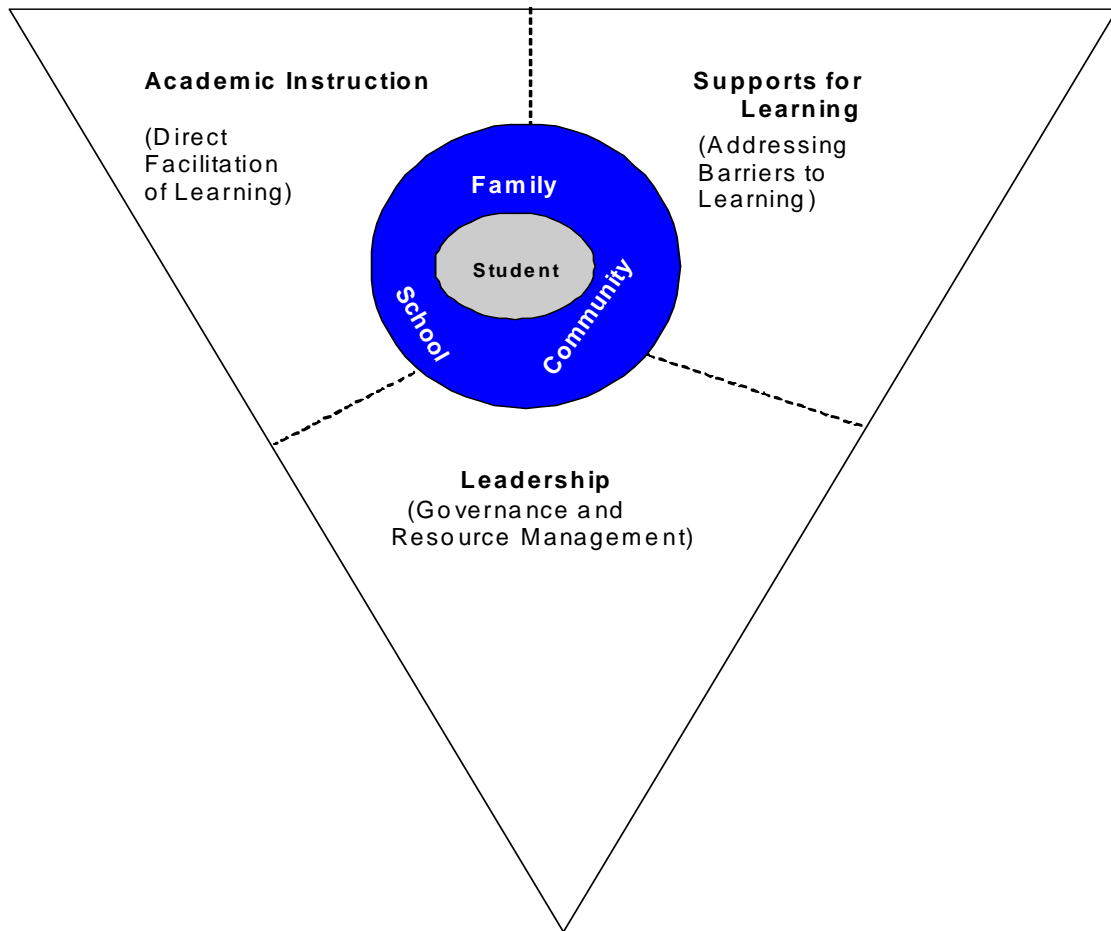 Academic Instruction
(Direct
Facilitation
of Learning)
Supports for
Learning
(Addressing
Barriers to
Learning)
Family
Student
School
Community
Leadership
(Governance and
Resource Management)